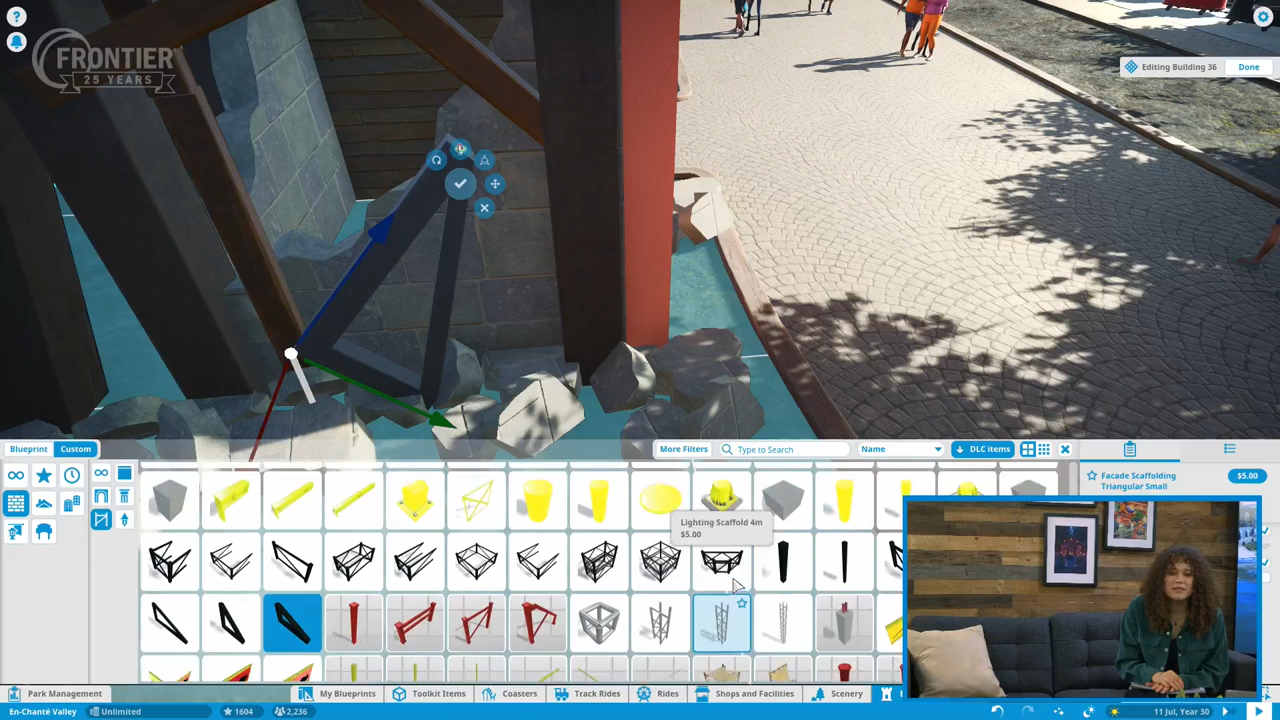 ?
FRONTIER
25 YEARS
Editing Building 36
Done
Blueprint
Custom
More Filters
Type to Search
Name
DLC items
Facade Scaffolding
Triangular Small
$5.00
Lighting Scaffold 4m
$5.00
Park Management
My Blueprints
Toolkit Items
Coasters
Track Rides
Rides
Shops and Facilities
Scenery
En-Chanté Valley
Unlimited
1604
2,236
11 Jul, Year 30